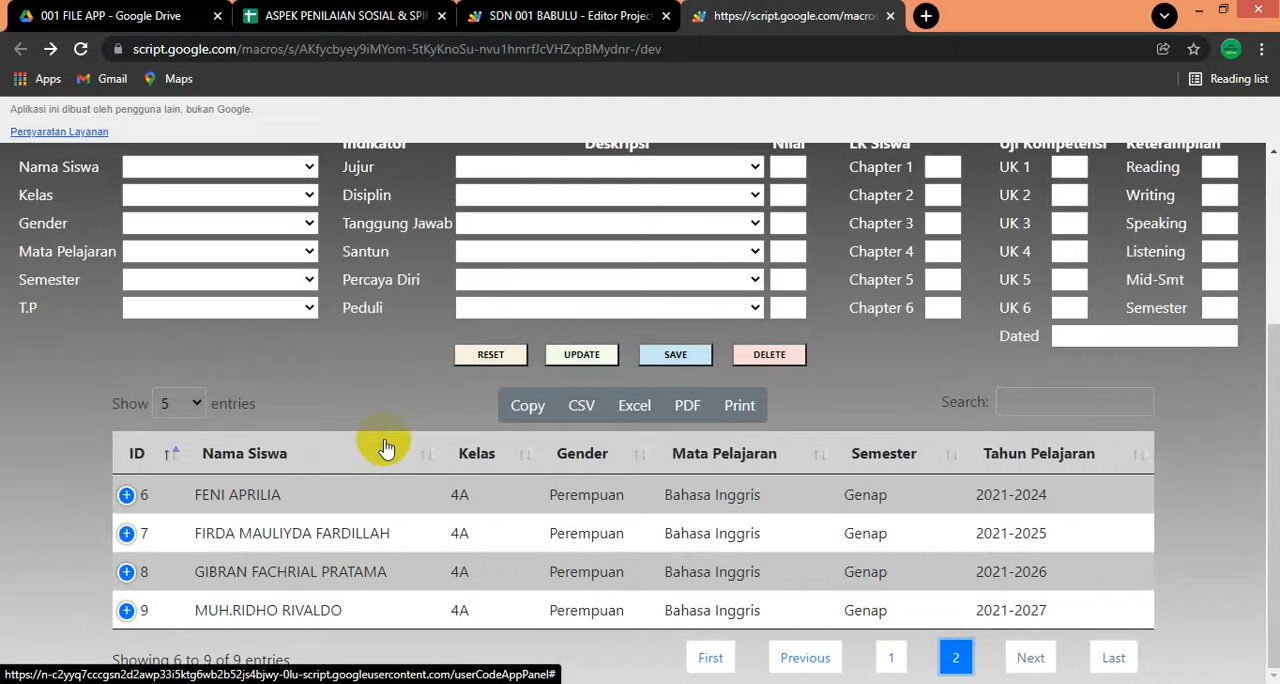 001 FILE APP - Google Drive
ASPEK PENILAIAN SOSIAL & SPI
SDN 001 BABULU - Editor Projec
https://script.google.com/macros
script.google.com/macros/s/AKfycbyey9iMYom-5tKyKnoSu-nvu1hmrfJcVHZxpBMydnr-/dev
Apps Gmail Maps Reading list
Aplikasi ini dibuat oleh pengguna lain, bukan Google.
Persyaratan Layanan
Indikator Deskripsi Nilai LK Siswa Uji Kompetensi Keterampilan
Nama Siswa Jujur Chapter 1 UK 1 Reading
Kelas Disiplin Chapter 2 UK 2 Writing
Gender Tanggung Jawab Chapter 3 UK 3 Speaking
Mata Pelajaran Santun Chapter 4 UK 4 Listening
Semester Percaya Diri Chapter 5 UK 5 Mid-Smt
T.P Peduli Chapter 6 UK 6 Semester
Dated
RESET UPDATE SAVE DELETE
Show 5 entries Copy CSV Excel PDF Print Search:
ID Nama Siswa Kelas Gender Mata Pelajaran Semester Tahun Pelajaran
6 FENI APRILIA 4A Perempuan Bahasa Inggris Genap 2021-2024
7 FIRDA MAULIYDA FARDILLAH 4A Perempuan Bahasa Inggris Genap 2021-2025
8 GIBRAN FACHRIAL PRATAMA 4A Perempuan Bahasa Inggris Genap 2021-2026
9 MUH.RIDHO RIVALDO 4A Perempuan Bahasa Inggris Genap 2021-2027
Showing 6 to 9 of 9 entries First Previous 1 2 Next Last
https://n-c2yyq7cccgsn2d2awp33i5ktg6wb2b52js4bjwy-0lu-script.googleusercontent.com/userCodeAppPanel#